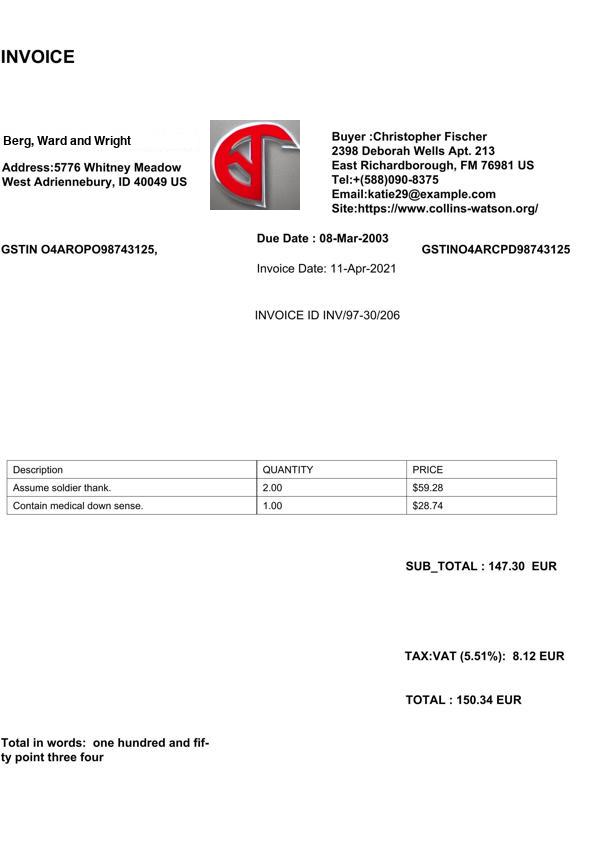 INVOICE
Berg, Ward and Wright
Address:5776 Whitney Meadow
West Adriennebury, ID 40049 US
Buyer :Christopher Fischer
2398 Deborah Wells Apt. 213
East Richardborough, FM 76981 US
Tel:+(588)090-8375
Email:katie29@example.com
Site:https://www.collins-watson.org/
GSTIN O4AROPO98743125,
Due Date : 08-Mar-2003
GSTINO4ARCPD98743125
Invoice Date: 11-Apr-2021
INVOICE ID INV/97-30/206
Description QUANTITY PRICE
Assume soldier thank. 2.00 $59.28
Contain medical down sense. 1.00 $28.74
SUB_TOTAL : 147.30  EUR
TAX:VAT (5.51%):  8.12 EUR
TOTAL : 150.34 EUR
Total in words:  one hundred and fif-
ty point three four